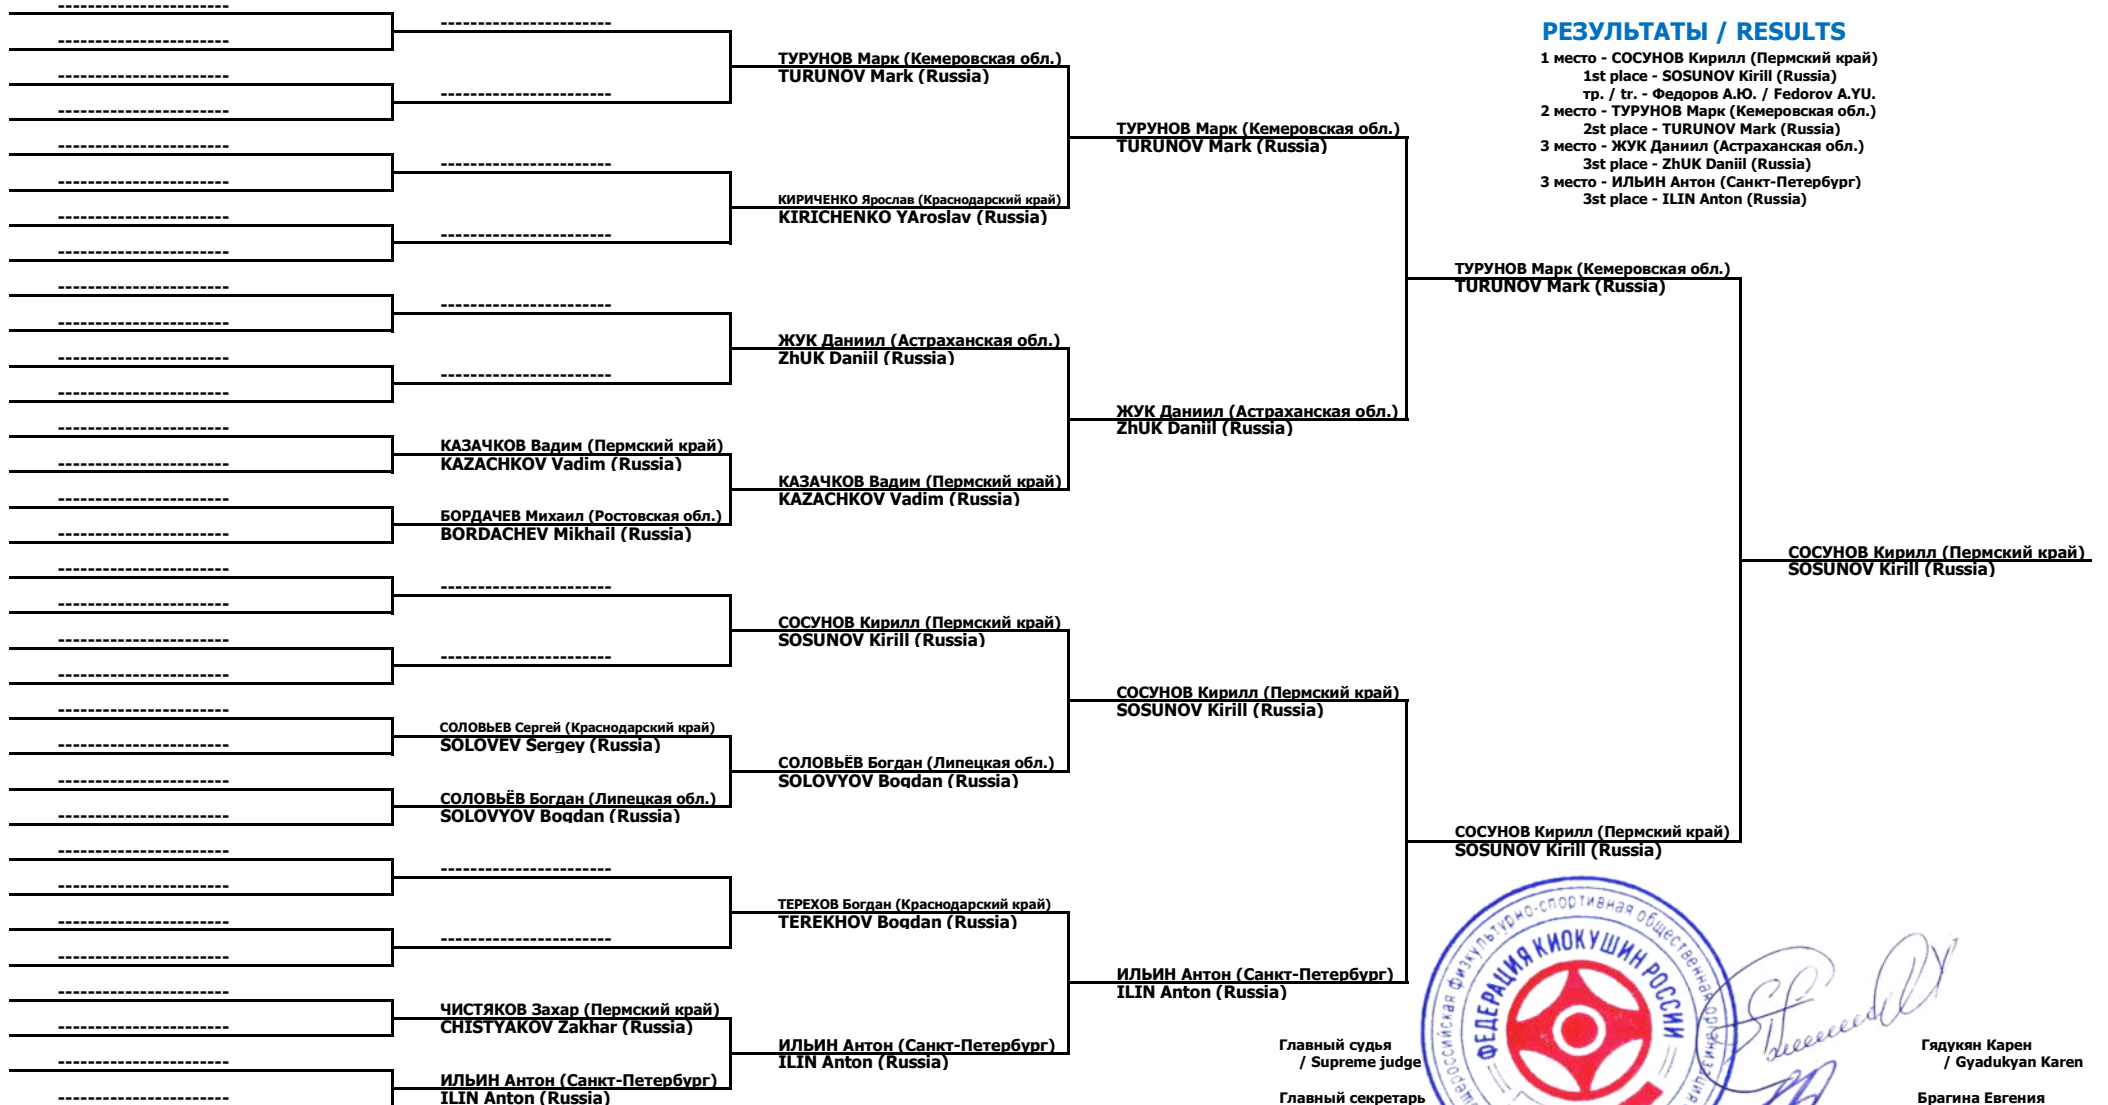 РЕЗУЛЬТАТЫ / RESULTS
1 место - СОСУНОВ Кирилл (Пермский край)
1st place - SOSUNOV Kirill (Russia)
тр. / tr. - Федоров А.Ю. / Fedorov A.YU.
2 место - ТУРУНОВ Марк (Кемеровская обл.)
2st place - TURUNOV Mark (Russia)
3 место - ЖУК Даниил (Астраханская обл.)
3st place - ZhUK Daniil (Russia)
3 место - ИЛЬИН Антон (Санкт-Петербург)
3st place - ILIN Anton (Russia)
КАЗАЧКОВ Вадим (Пермский край)
KAZACHKOV Vadim (Russia)
БОРДАЧЕВ Михаил (Ростовская обл.)
BORDACHEV Mikhail (Russia)
СОЛОВЬЕВ Сергей (Краснодарский край)
SOLOVEV Sergey (Russia)
СОЛОВЬЁВ Богдан (Липецкая обл.)
SOLOVYOV Bogdan (Russia)
ЧИСТЯКОВ Захар (Пермский край)
CHISTYAKOV Zakhar (Russia)
ИЛЬИН Антон (Санкт-Петербург)
ILIN Anton (Russia)
ТУРУНОВ Марк (Кемеровская обл.)
TURUNOV Mark (Russia)
КИРИЧЕНКО Ярослав (Краснодарский край)
KIRICHENKO YAroslav (Russia)
ЖУК Даниил (Астраханская обл.)
ZhUK Daniil (Russia)
КАЗАЧКОВ Вадим (Пермский край)
KAZACHKOV Vadim (Russia)
СОСУНОВ Кирилл (Пермский край)
SOSUNOV Kirill (Russia)
СОЛОВЬЁВ Богдан (Липецкая обл.)
SOLOVYOV Bogdan (Russia)
ТЕРЕХОВ Богдан (Краснодарский край)
TEREKHOV Bogdan (Russia)
ИЛЬИН Антон (Санкт-Петербург)
ILIN Anton (Russia)
ТУРУНОВ Марк (Кемеровская обл.)
TURUNOV Mark (Russia)
ЖУК Даниил (Астраханская обл.)
ZhUK Daniil (Russia)
СОСУНОВ Кирилл (Пермский край)
SOSUNOV Kirill (Russia)
ИЛЬИН Антон (Санкт-Петербург)
ILIN Anton (Russia)
ТУРУНОВ Марк (Кемеровская обл.)
TURUNOV Mark (Russia)
СОСУНОВ Кирилл (Пермский край)
SOSUNOV Kirill (Russia)
СОСУНОВ Кирилл (Пермский край)
SOSUNOV Kirill (Russia)
физкультурно-спортивная общественная
ФЕДЕРАЦИЯ КИОКУШИН РОССИИ
Главный судья
/ Supreme judge
Гядукян Карен
/ Gyadukyan Karen
Главный секретарь
Брагина Евгения